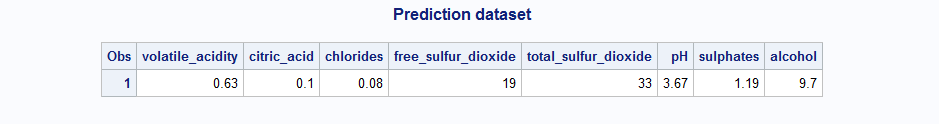 Prediction dataset
Obs volatile_acidity citric_acid chlorides free_sulfur_dioxide total_sulfur_dioxide pH sulphates alcohol
1 0.63 0.1 0.08 19 33 3.67 1.19 9.7